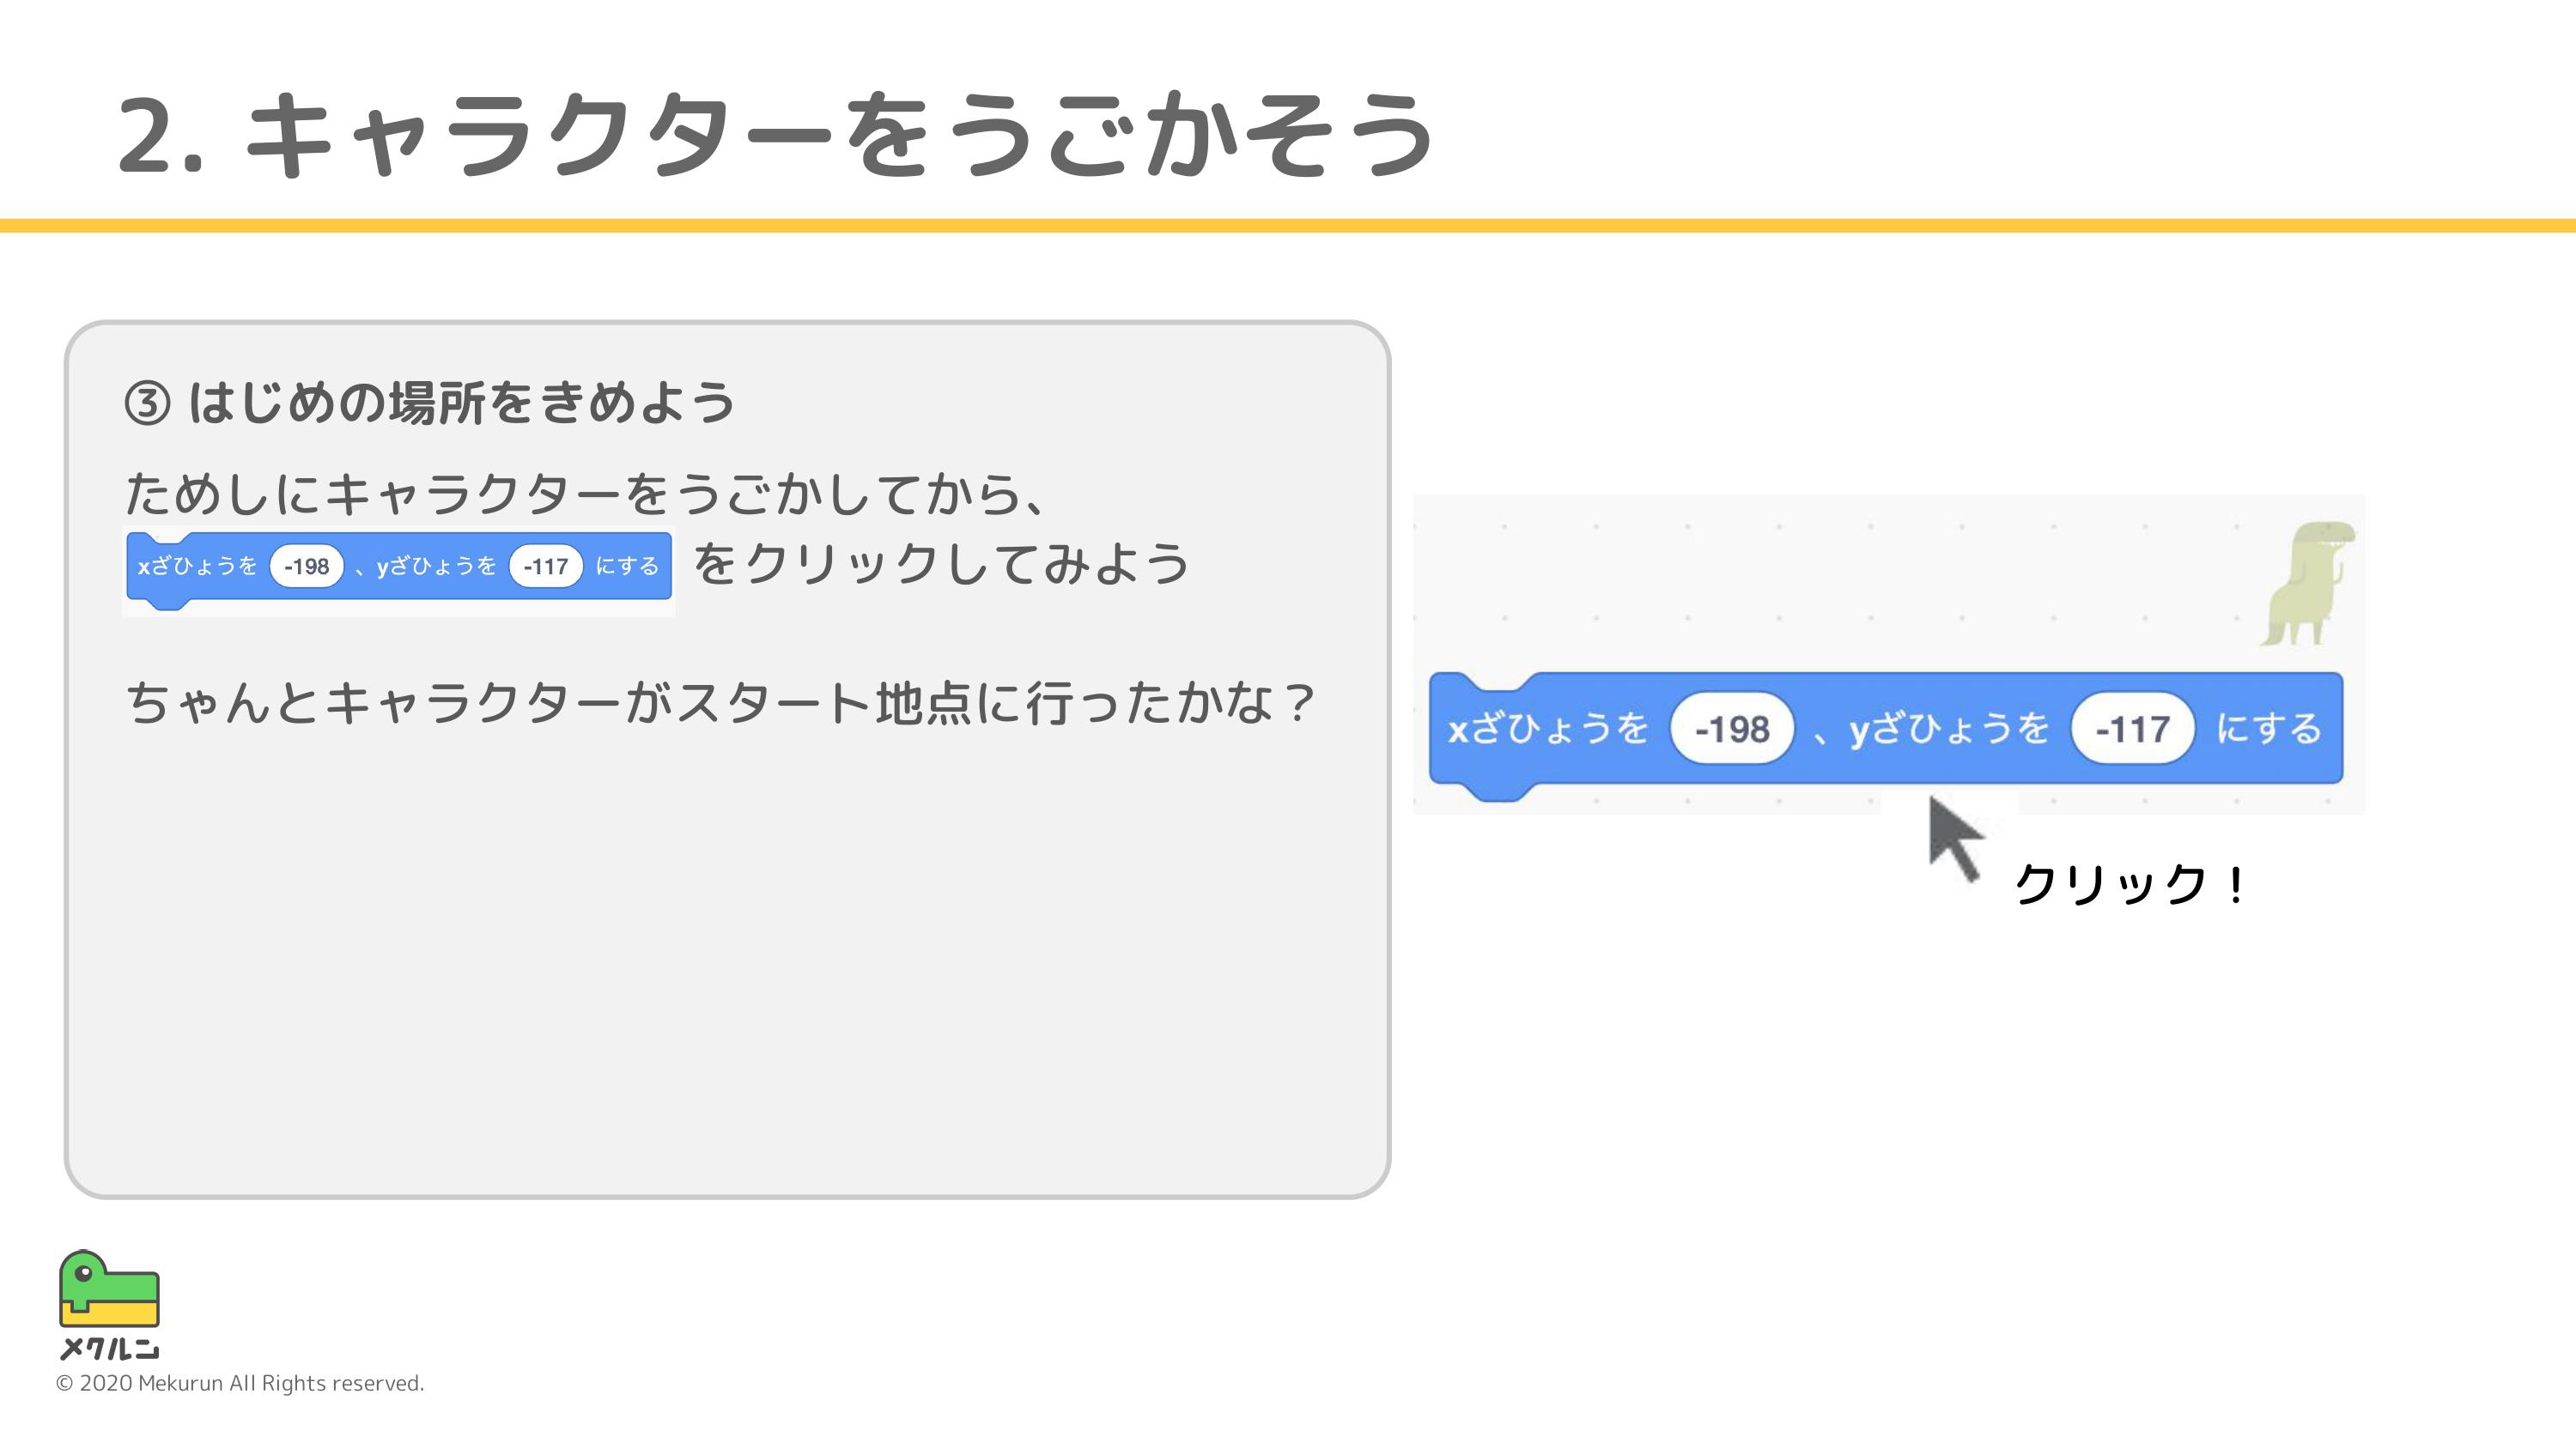 2. キャラクターをうごかそう
③ はじめの場所をきめよう
ためしにキャラクターをうごかしてから、
xざひょうを -198 、yざひょうを -117 にする をクリックしてみよう
ちゃんとキャラクターがスタート地点に行ったかな？
xざひょうを -198 、yざひょうを -117 にする
クリック！
メクルン
© 2020 Mekurun All Rights reserved.